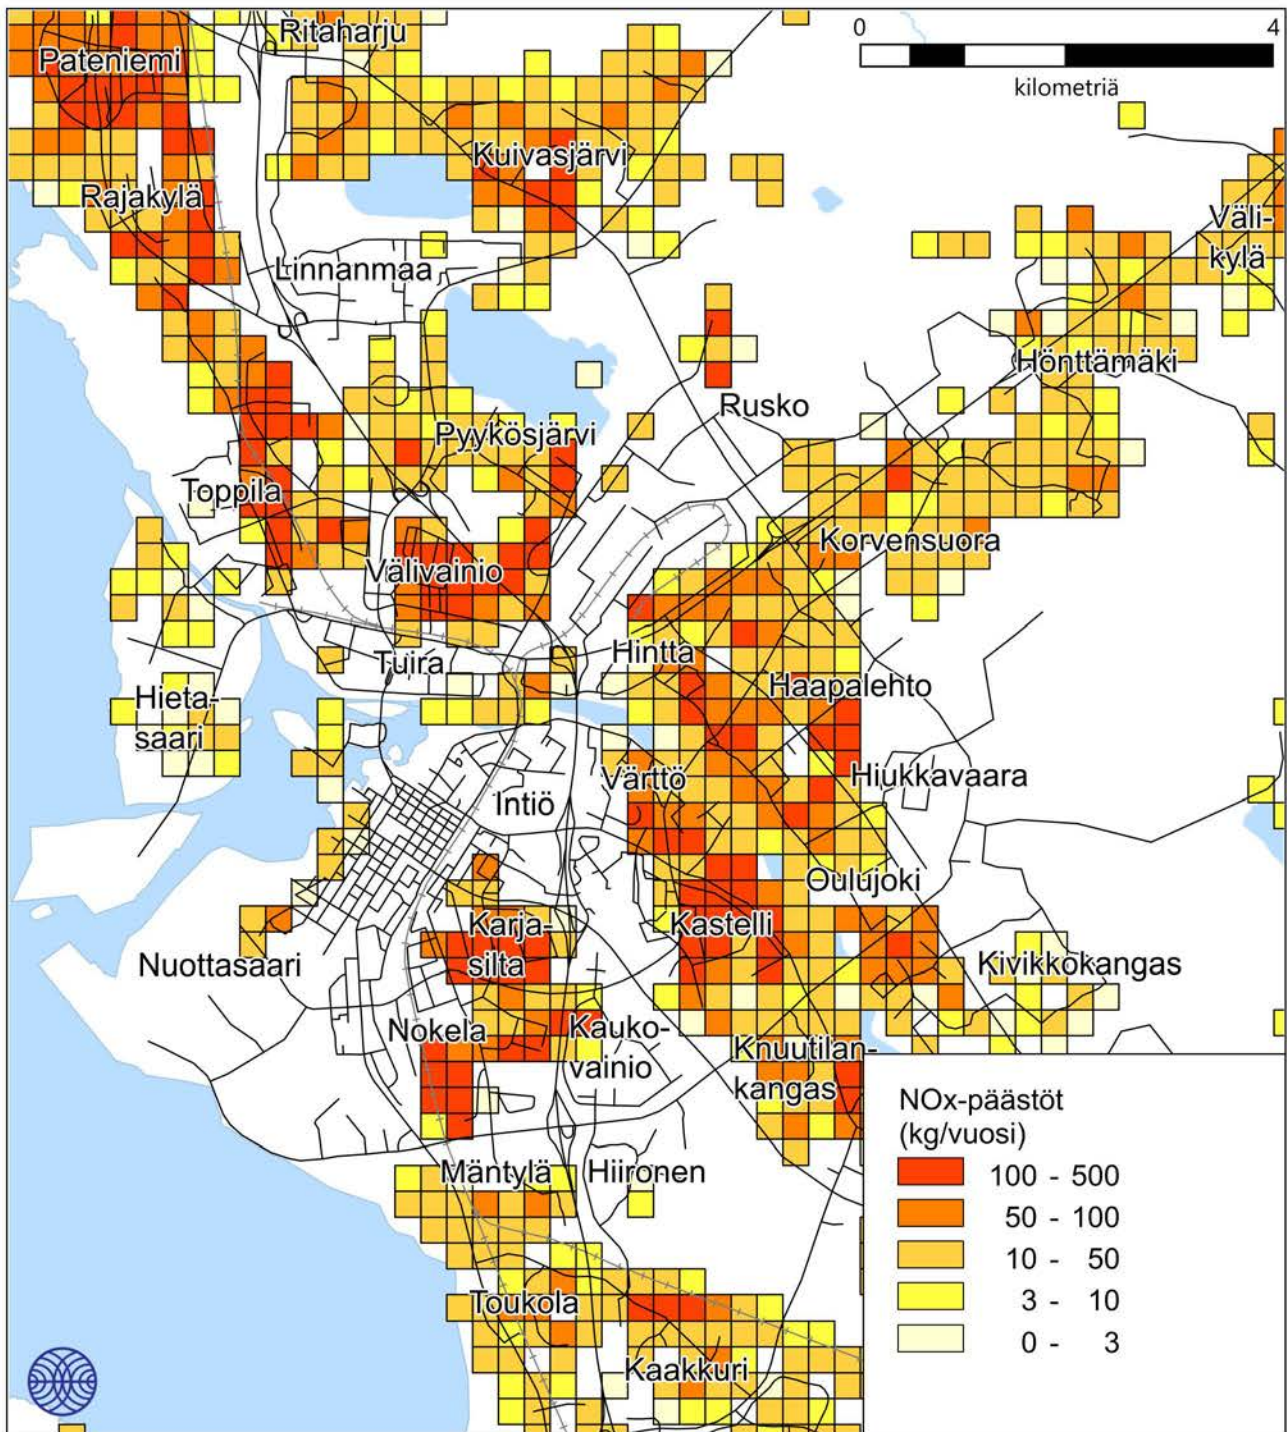 0 4
kilometriä
Ritaharju
Pateniemi
Kuivasjärvi
Rajakylä
Väli-
kylä
Linnanmaa
Hönttämäki
Rusko
Pyykösjärvi
Toppila
Korvensuora
Välivainio
Hintta
Tuira
Haapalehto
Hieta-
saari
Värttö
Hiukkavaara
Intiö
Oulujoki
Karja-
silta
Kastelli
Nuottasaari
Kivikkokangas
Nokela
Kauko-
vainio
Knuutilan-
kangas
Mäntylä
Hiironen
Toukola
Kaakkuri
NOx-päästöt
(kg/vuosi)
100 - 500
50 - 100
10 - 50
3 - 10
0 - 3